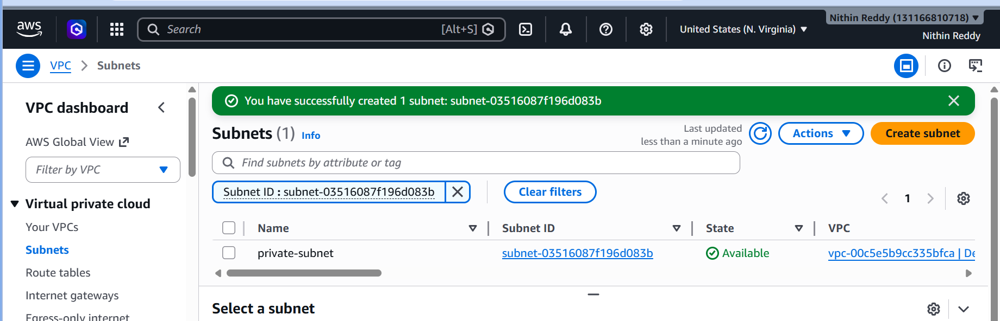 aws
Search [Alt+S]
United States (N. Virginia)
Nithin Reddy (131166810718)
Nithin Reddy
VPC
Subnets
VPC dashboard
AWS Global View
Filter by VPC
Virtual private cloud
Your VPCs
Subnets
Route tables
Internet gateways
Egress-only internet
You have successfully created 1 subnet: subnet-03516087f196d083b
Subnets (1) Info
Last updated
less than a minute ago
Actions
Create subnet
Find subnets by attribute or tag
Subnet ID : subnet-03516087f196d083b
Clear filters
1
Name Subnet ID State VPC
private-subnet subnet-03516087f196d083b Available vpc-00c5e5b9cc335bfca | De
Select a subnet